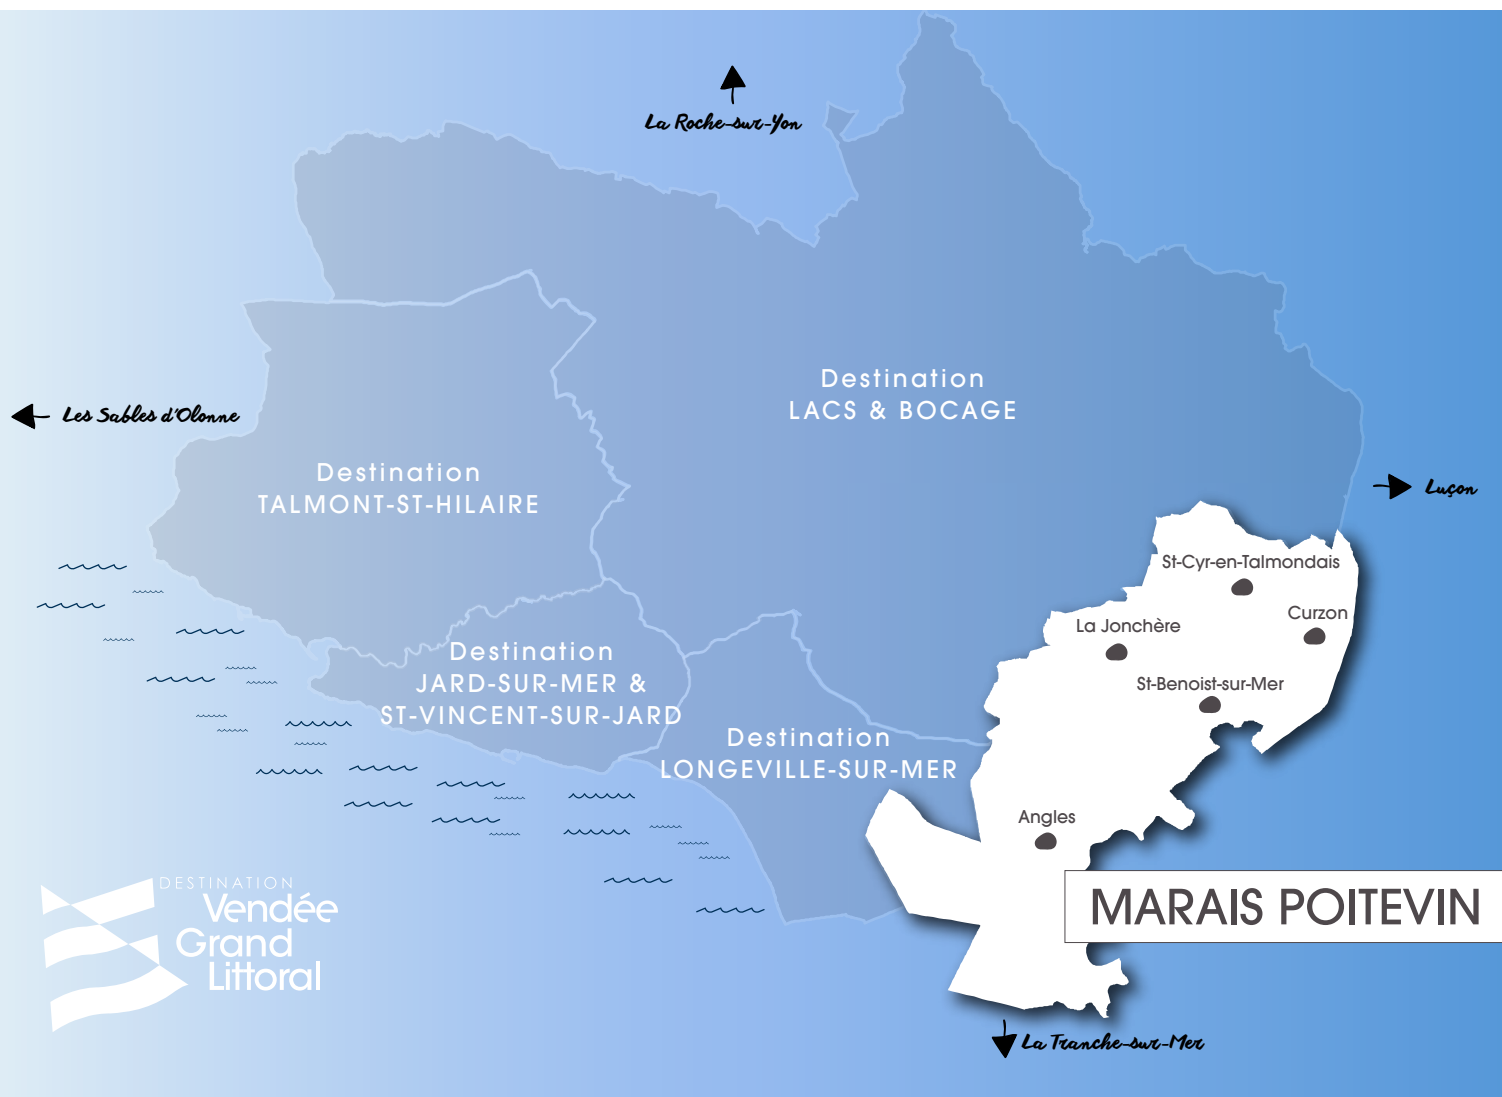 La Roche-sur-Yon
Destination
LACS & BOCAGE
Les Sables d'Olonne
Destination
TALMONT-ST-HILAIRE
Luçon
St-Cyr-en-Talmondais
Curzon
La Jonchère
St-Benoist-sur-Mer
Destination
JARD-SUR-MER &
ST-VINCENT-SUR-JARD
Destination
LONGEVILLE-SUR-MER
Angles
MARAIS POITEVIN
DESTINATION
Vendée
Grand
Littoral
La Tranche-sur-Mer